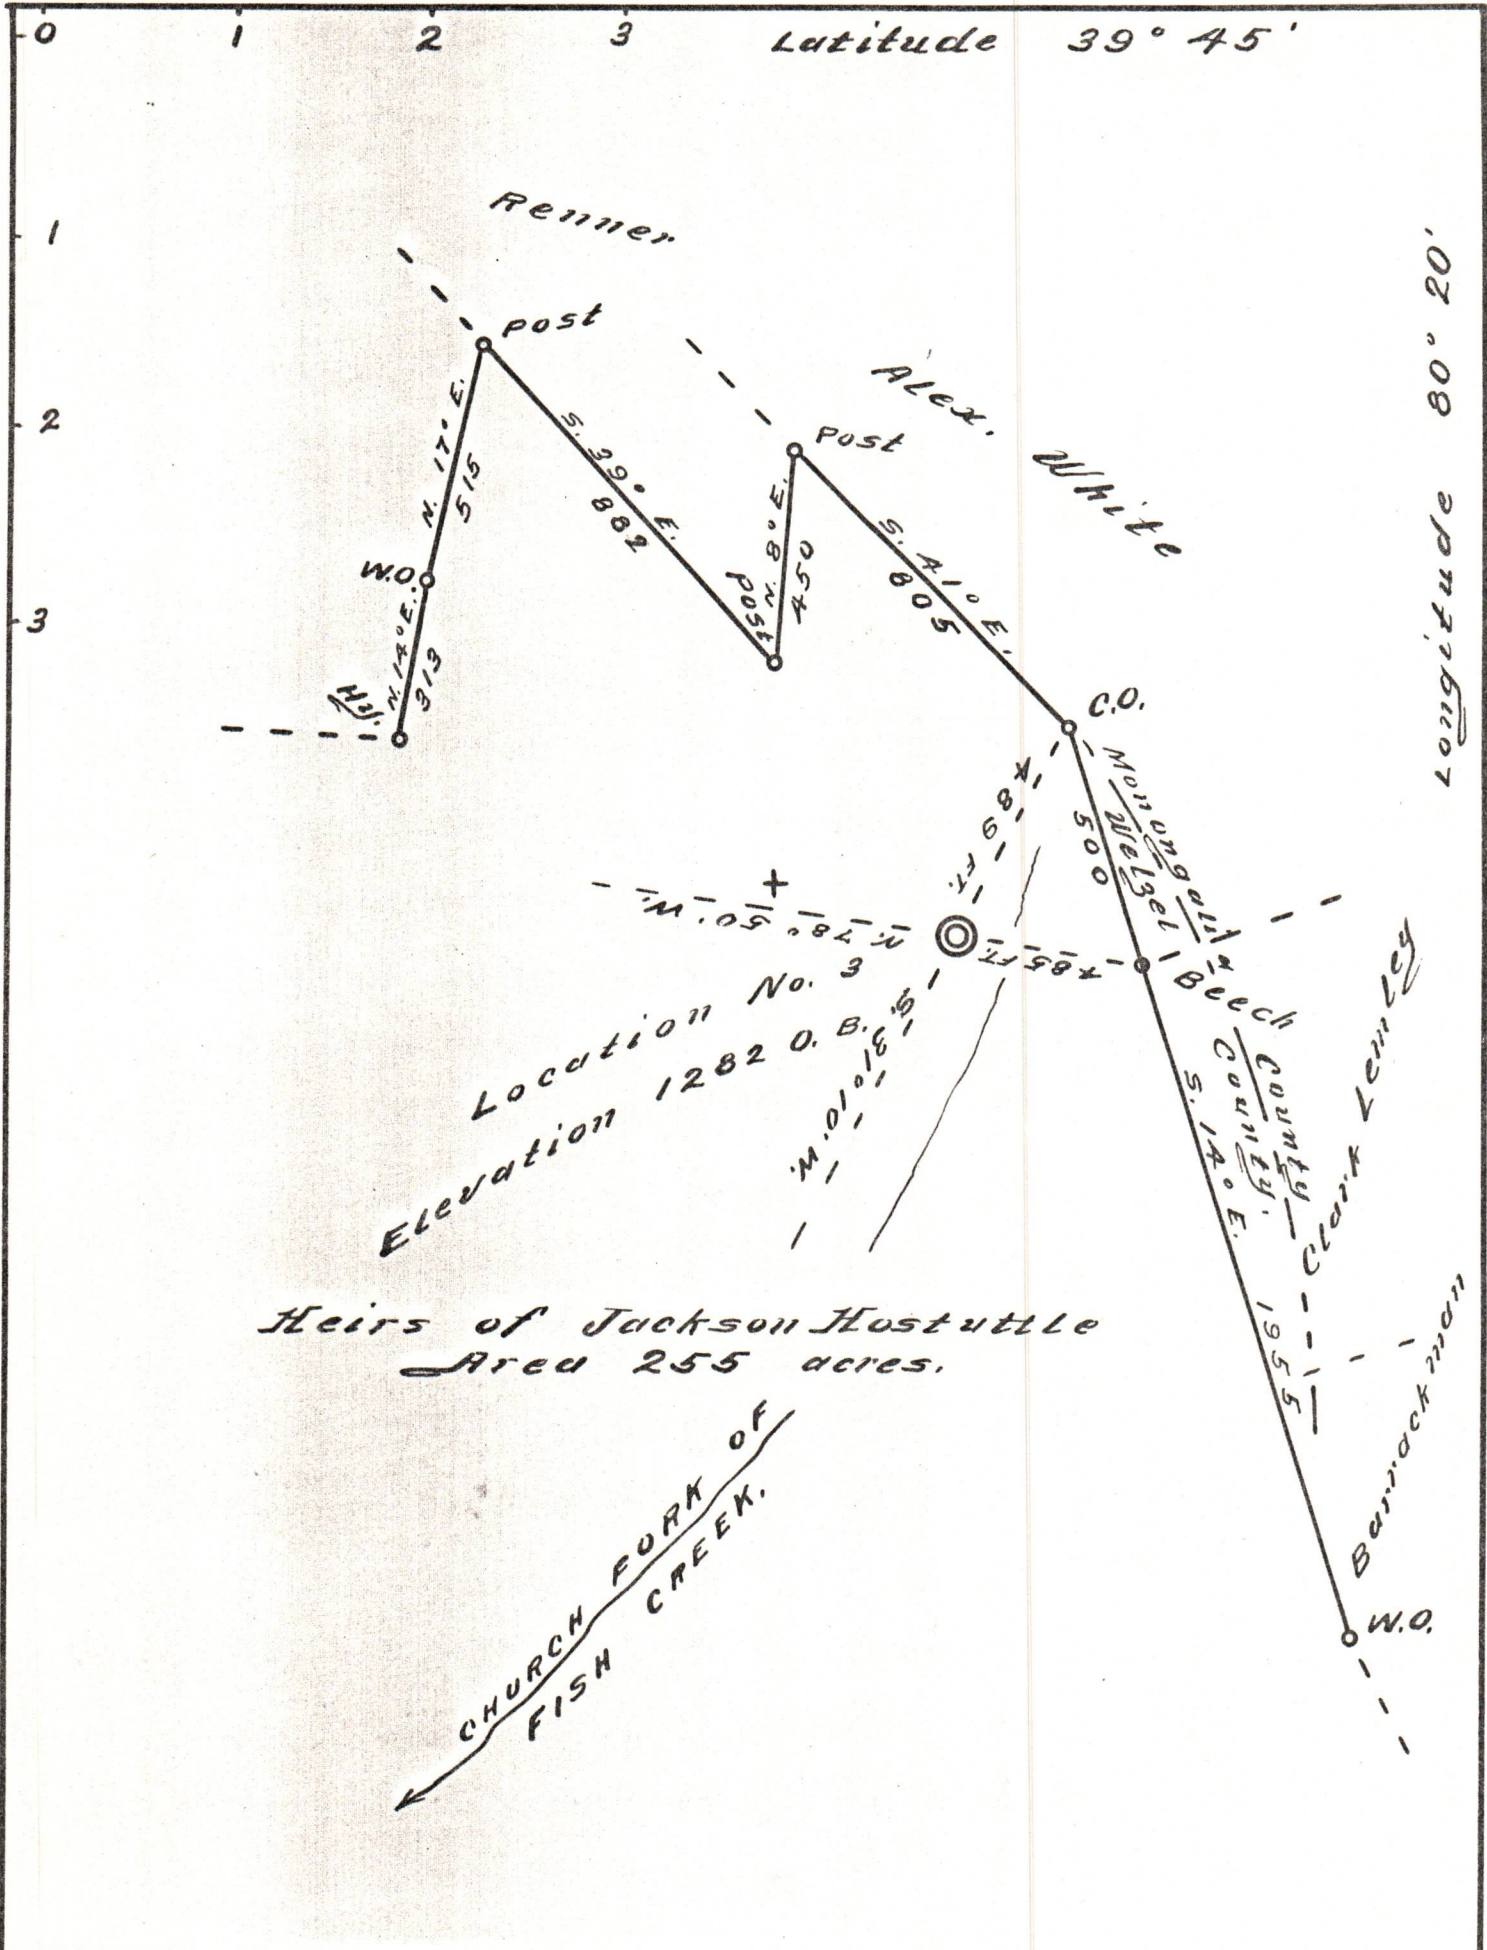 0 1 2 3 Latitude 39° 45'
1
2
3
Longitude 80° 20'
Renner
Post
N. 17° E.
515
S. 39° E.
882
W.O.
N. 14° E.
313
Post
Alex. White
Post
N. 8° E.
450
S. 41° E.
805
C.O.
Monongalia County
Wetzel County.
500
Beech
S. 14° E. 1955
Clark Lemley
Barrackman
W.O.
489 FT.
N. 78° 50' W.
485 FT.
S. 31° 10' W.
Location No. 3
Elevation 1282 O. B.
Heirs of Jackson Hostuttle
Area 255 acres.
CHURCH FORK OF
FISH CREEK.